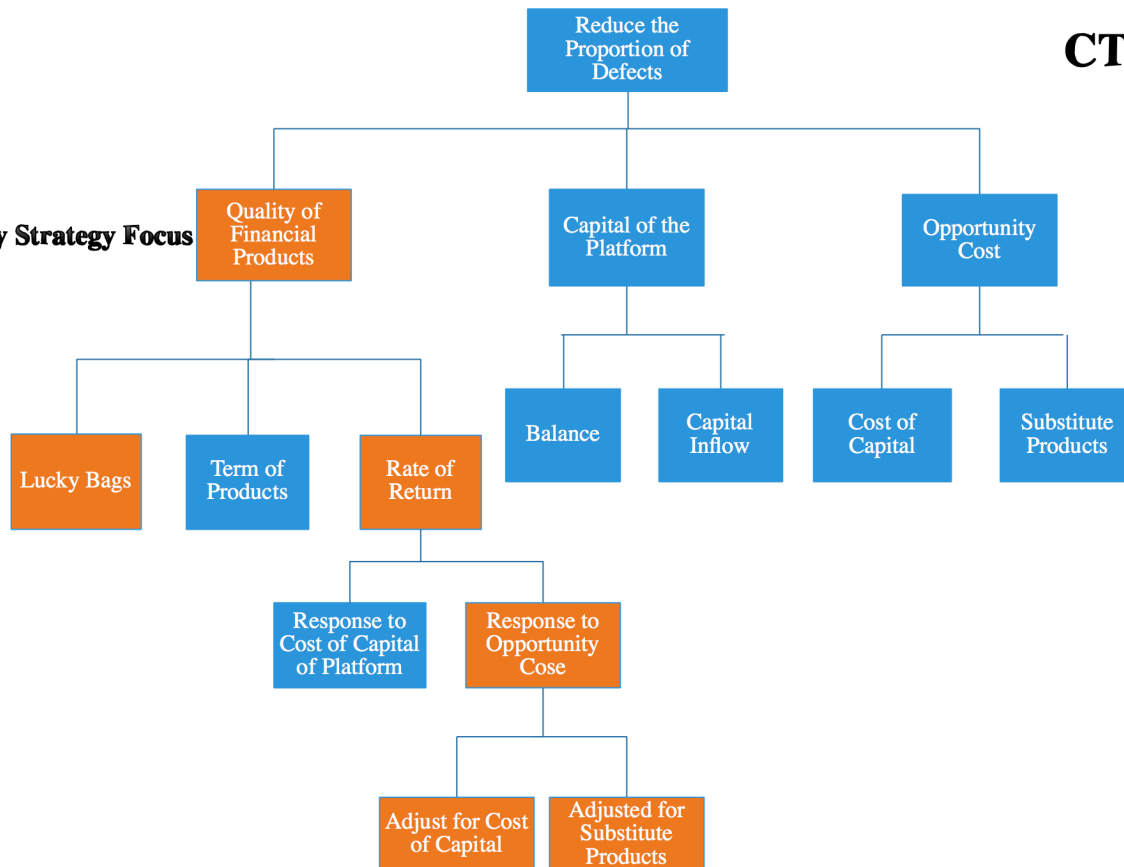 Reduce the
Proportion of
Defects
CT
y Strategy Focus
Quality of
Financial
Products
Capital of the
Platform
Opportunity
Cost
Lucky Bags
Term of
Products
Rate of
Return
Balance
Capital
Inflow
Cost of
Capital
Substitute
Products
Response to
Cost of Capital
of Platform
Response to
Opportunity
Cose
Adjust for Cost
of Capital
Adjusted for
Substitute
Products